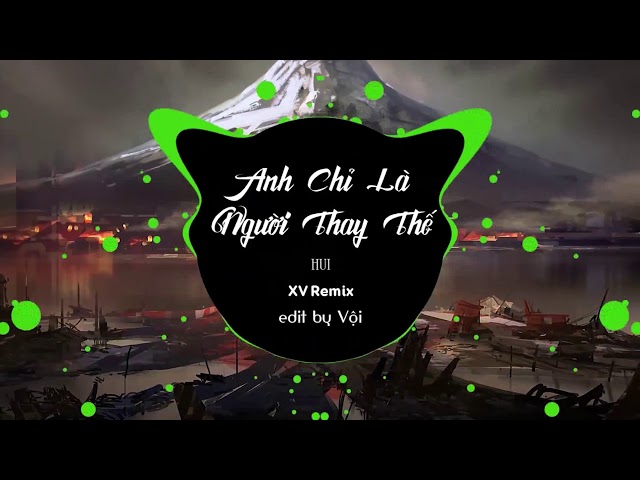 Anh Chỉ Là
Người Thay Thế
HUI
XV Remix
edit by Vội